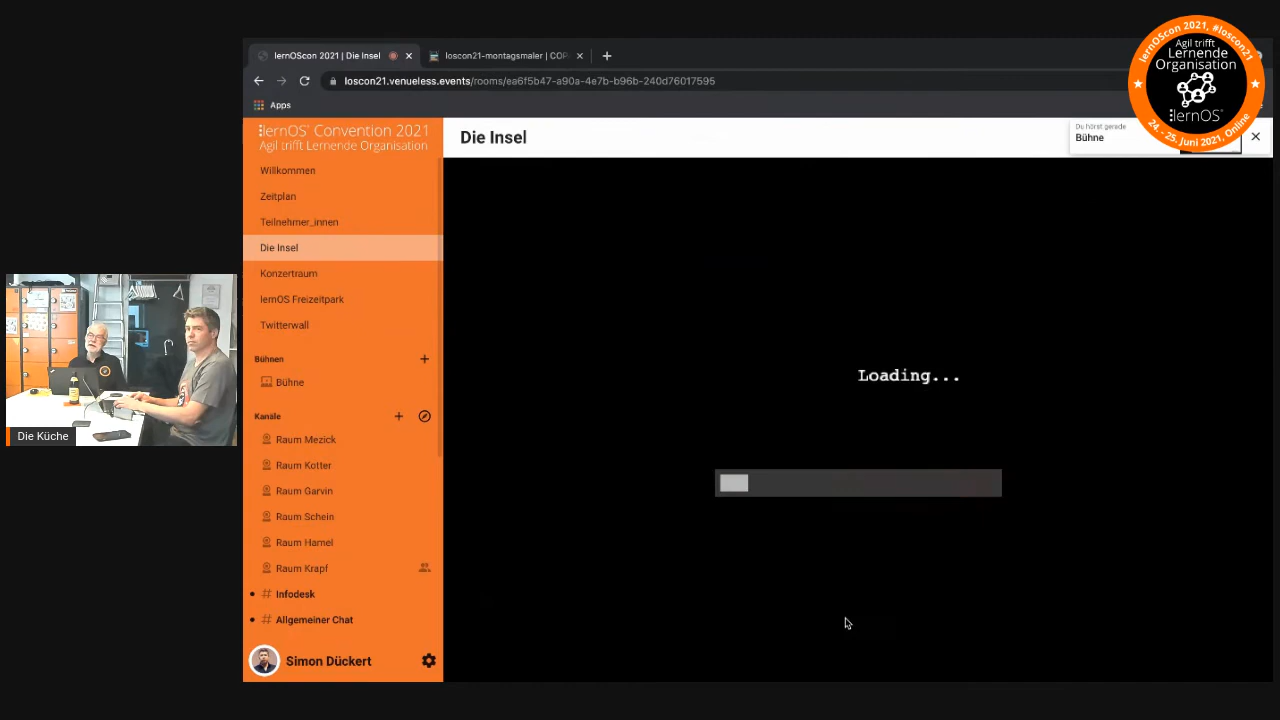 lernOScon 2021 | Die Insel
loscon21-montagsmaler | COP
loscon21.venueless.events/rooms/ea6f5b47-a90a-4e7b-b96b-240d76017595
Apps
lernOScon 2021, #loscon21
Agil trifft
Lernende
Organisation
lernOS®
24. - 25. Juni 2021, Online
lernOS® Convention 2021
Agil trifft Lernende Organisation
Die Insel
Du hörst gerade
Bühne
Willkommen
Zeitplan
Teilnehmer_innen
Die Insel
Konzertraum
lernOS Freizeitpark
Twitterwall
Bühnen
Bühne
Kanäle
Raum Mezick
Raum Kotter
Raum Garvin
Raum Schein
Raum Hamel
Raum Krapf
# Infodesk
# Allgemeiner Chat
Simon Dückert
Loading...
Die Küche